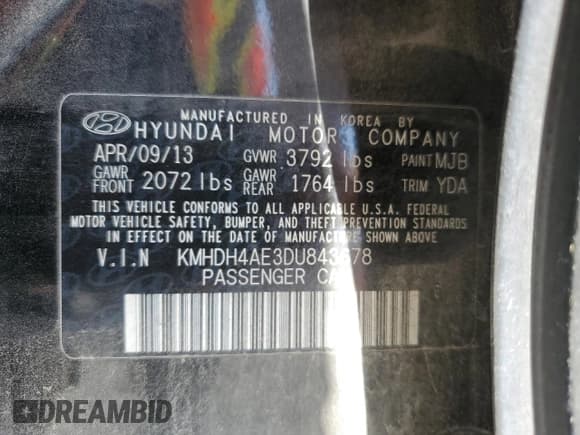 MANUFACTURED IN KOREA BY
HYUNDAI MOTOR COMPANY
APR/09/13 GVWR 3792 lbs PAINT MJB
GAWR FRONT 2072 lbs GAWR REAR 1764 lbs TRIM YDA
THIS VEHICLE CONFORMS TO ALL APPLICABLE U.S.A. FEDERAL
MOTOR VEHICLE SAFETY, BUMPER, AND THEFT PREVENTION STANDARDS
IN EFFECT ON THE DATE OF MANUFACTURE SHOWN ABOVE.
V.I.N KMHDH4AE3DU843678
PASSENGER CAR
DREAMBID